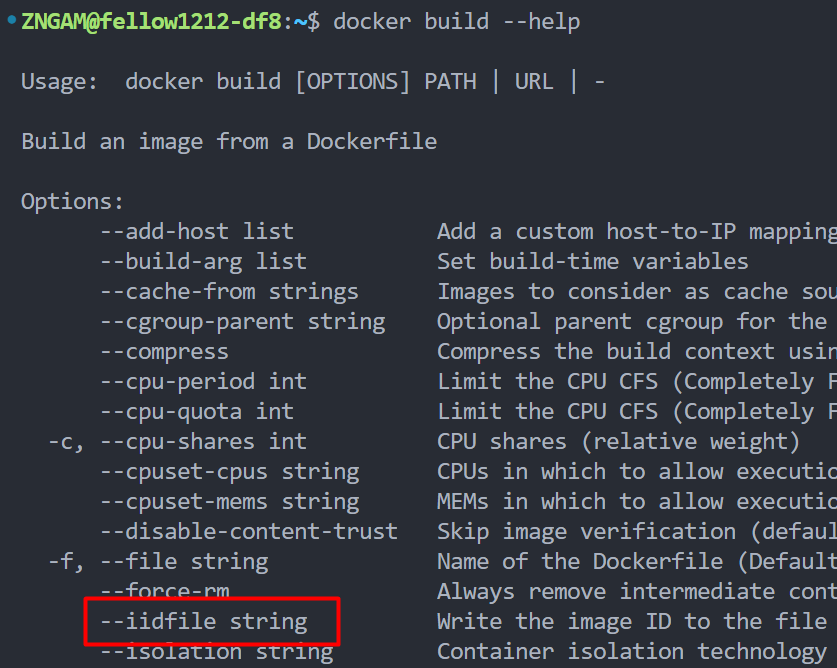 ZNGAM@fellow1212-df8:~$ docker build --help
Usage:  docker build [OPTIONS] PATH | URL | -
Build an image from a Dockerfile
Options:
      --add-host list           Add a custom host-to-IP mapping
      --build-arg list          Set build-time variables
      --cache-from strings      Images to consider as cache sou
      --cgroup-parent string    Optional parent cgroup for the
      --compress                Compress the build context usin
      --cpu-period int          Limit the CPU CFS (Completely F
      --cpu-quota int           Limit the CPU CFS (Completely F
  -c, --cpu-shares int          CPU shares (relative weight)
      --cpuset-cpus string      CPUs in which to allow executio
      --cpuset-mems string      MEMs in which to allow executio
      --disable-content-trust   Skip image verification (defaul
  -f, --file string             Name of the Dockerfile (Default
      --force-rm                Always remove intermediate cont
      --iidfile string          Write the image ID to the file
      --isolation string        Container isolation technology